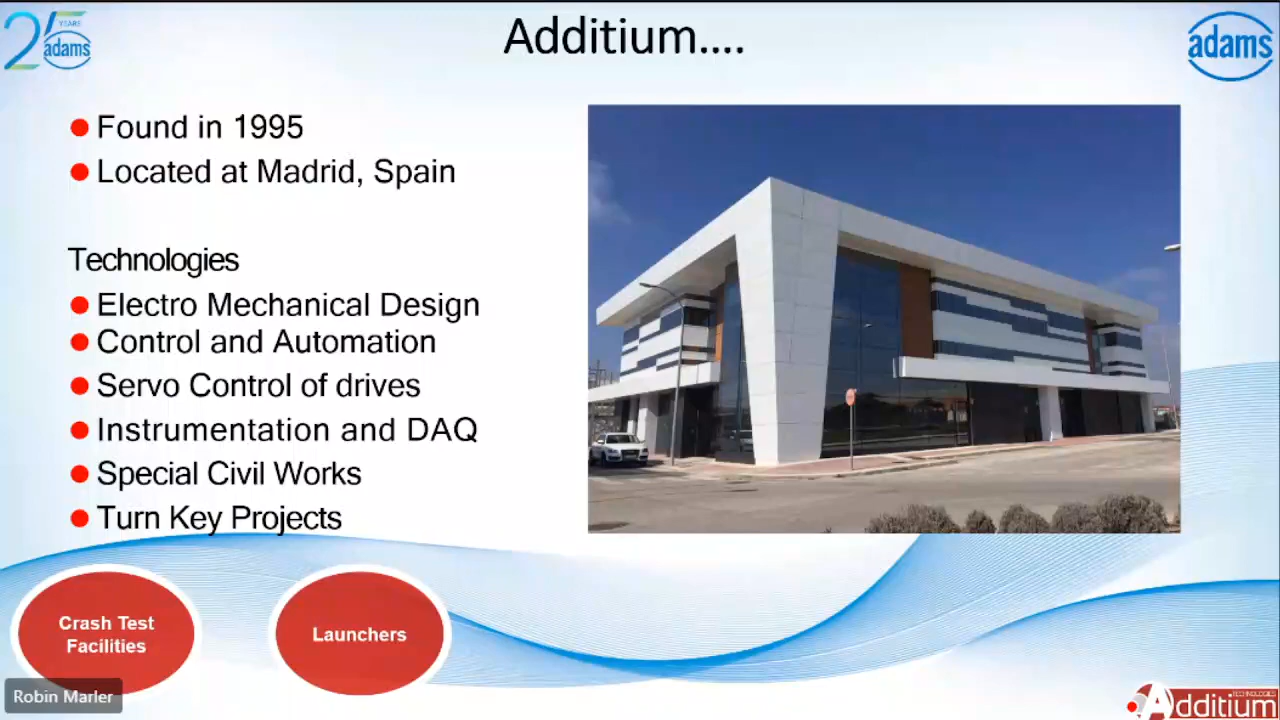 25 YEARS
adams
Additium....
adams
Found in 1995
Located at Madrid, Spain
Technologies
Electro Mechanical Design
Control and Automation
Servo Control of drives
Instrumentation and DAQ
Special Civil Works
Turn Key Projects
Crash Test
Facilities
Launchers
Robin Marler
TECHNOLOGIES
Additium